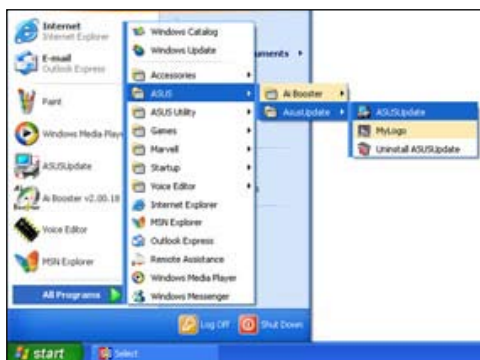 Internet
Internet Explorer
E-mail
Outlook Express
Paint
Windows Media Play
ASUSUpdate
Ai Booster v2.00.18
Voice Editor
MSN Explorer
All Programs
Windows Catalog
Windows Update
Accessories
ASUS
ASUS Utility
Games
Marvell
Startup
Voice Editor
Internet Explorer
MSN Explorer
Outlook Express
Remote Assistance
Windows Media Player
Windows Messenger
uments
Ai Booster
AsusUpdate
ASUSUpdate
MyLogo
Uninstall ASUSUpdate
Log Off
Shut Down
start
Select